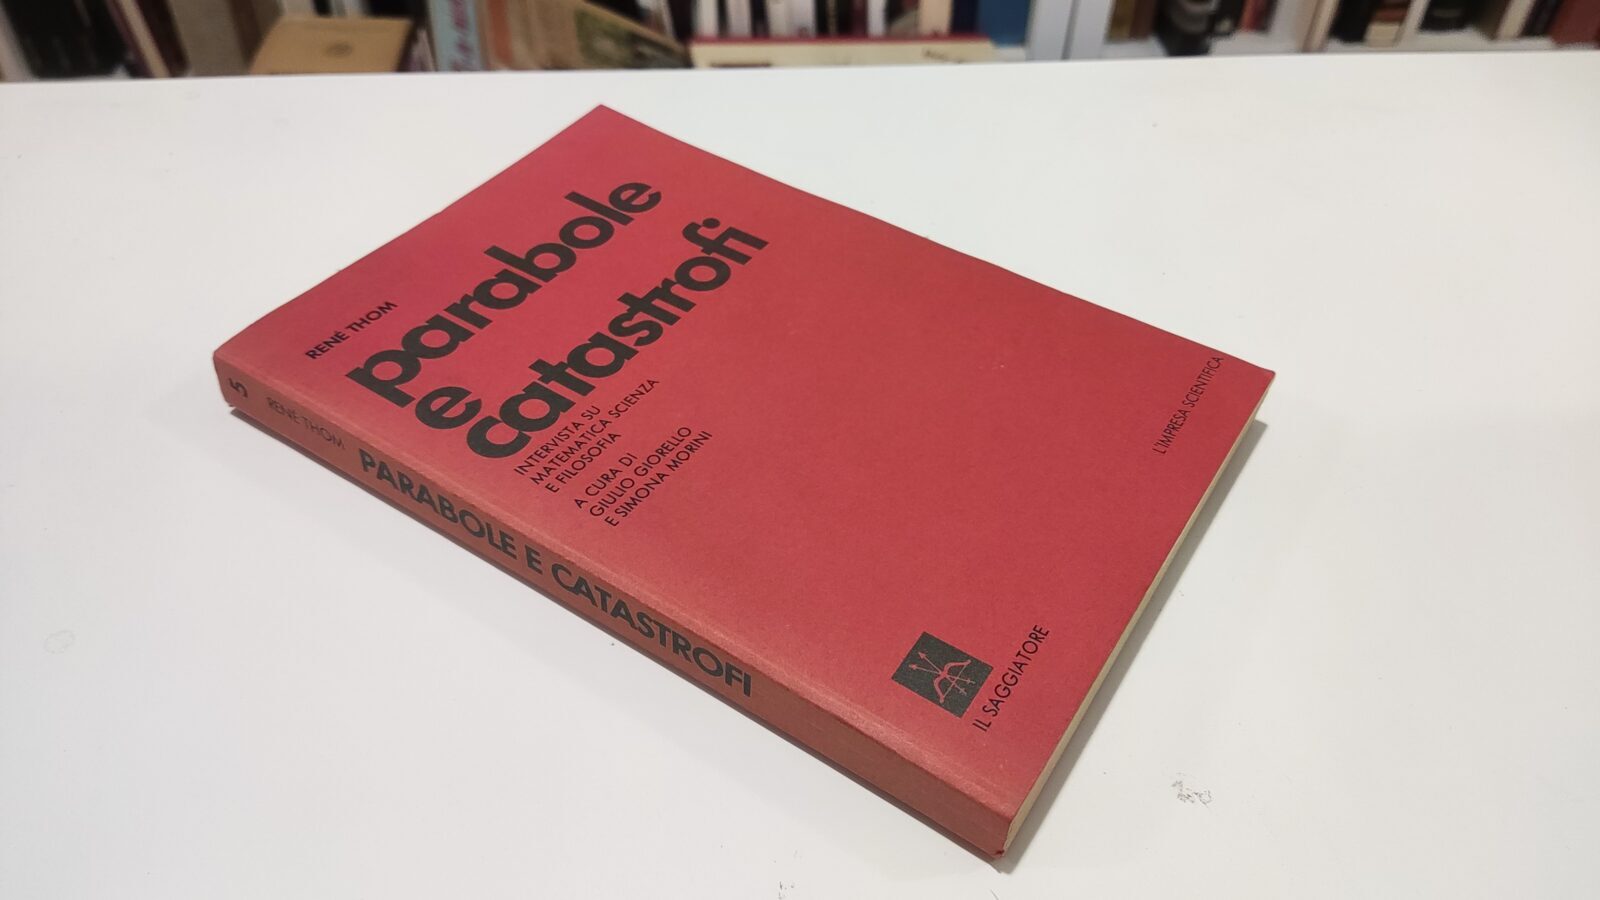 RENÉ THOM
parabole
e
catastrofi
INTERVISTA SU
MATEMATICA SCIENZA
E FILOSOFIA
A CURA DI
GIULIO GIORELLO
E SIMONA MORINI
L'IMPRESA SCIENTIFICA
IL SAGGIATORE
5 RENÉ THOM PARABOLE E CATASTROFI